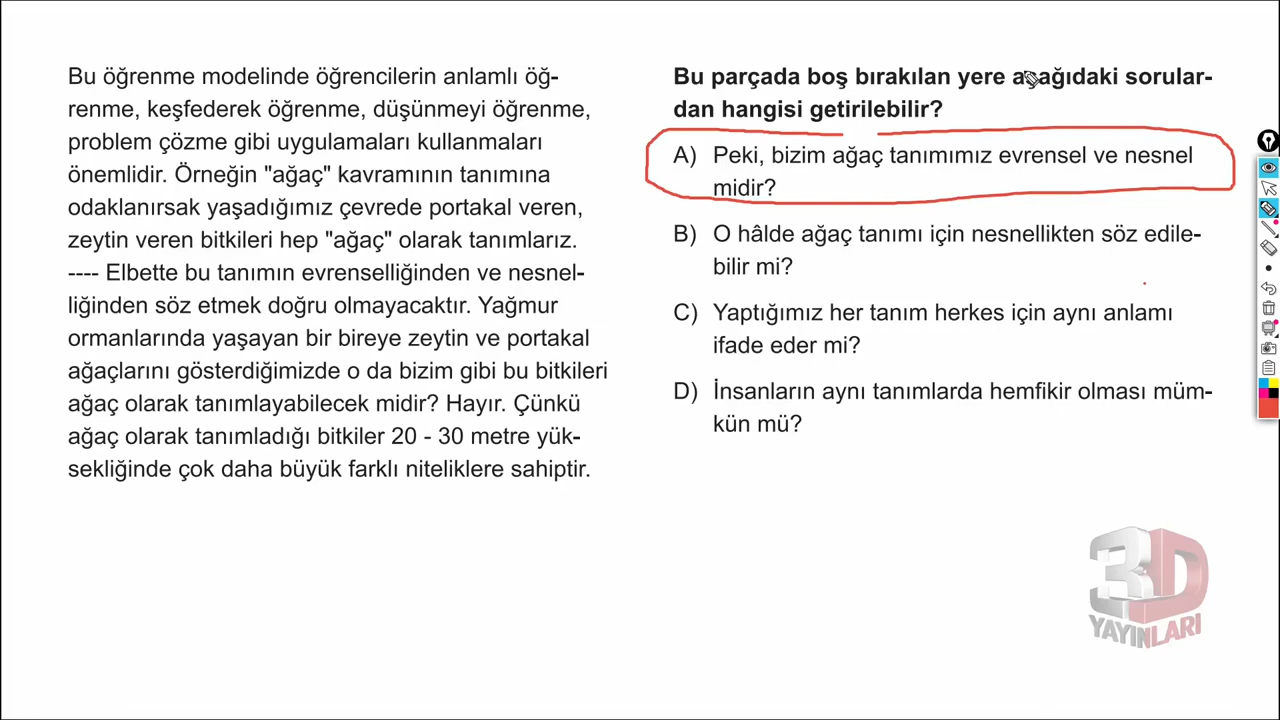 Bu öğrenme modelinde öğrencilerin anlamlı öğ-
renme, keşfederek öğrenme, düşünmeyi öğrenme,
problem çözme gibi uygulamaları kullanmaları
önemlidir. Örneğin "ağaç" kavramının tanımına
odaklanırsak yaşadığımız çevrede portakal veren,
zeytin veren bitkileri hep "ağaç" olarak tanımlarız.
---- Elbette bu tanımın evrenselliğinden ve nesnel-
liğinden söz etmek doğru olmayacaktır. Yağmur
ormanlarında yaşayan bir bireye zeytin ve portakal
ağaçlarını gösterdiğimizde o da bizim gibi bu bitkileri
ağaç olarak tanımlayabilecek midir? Hayır. Çünkü
ağaç olarak tanımladığı bitkiler 20 - 30 metre yük-
sekliğinde çok daha büyük farklı niteliklere sahiptir.
Bu parçada boş bırakılan yere aşağıdaki sorular-
dan hangisi getirilebilir?
A) Peki, bizim ağaç tanımımız evrensel ve nesnel
midir?
B) O hâlde ağaç tanımı için nesnellikten söz edile-
bilir mi?
C) Yaptığımız her tanım herkes için aynı anlamı
ifade eder mi?
D) İnsanların aynı tanımlarda hemfikir olması müm-
kün mü?
3D
YAYINLARI